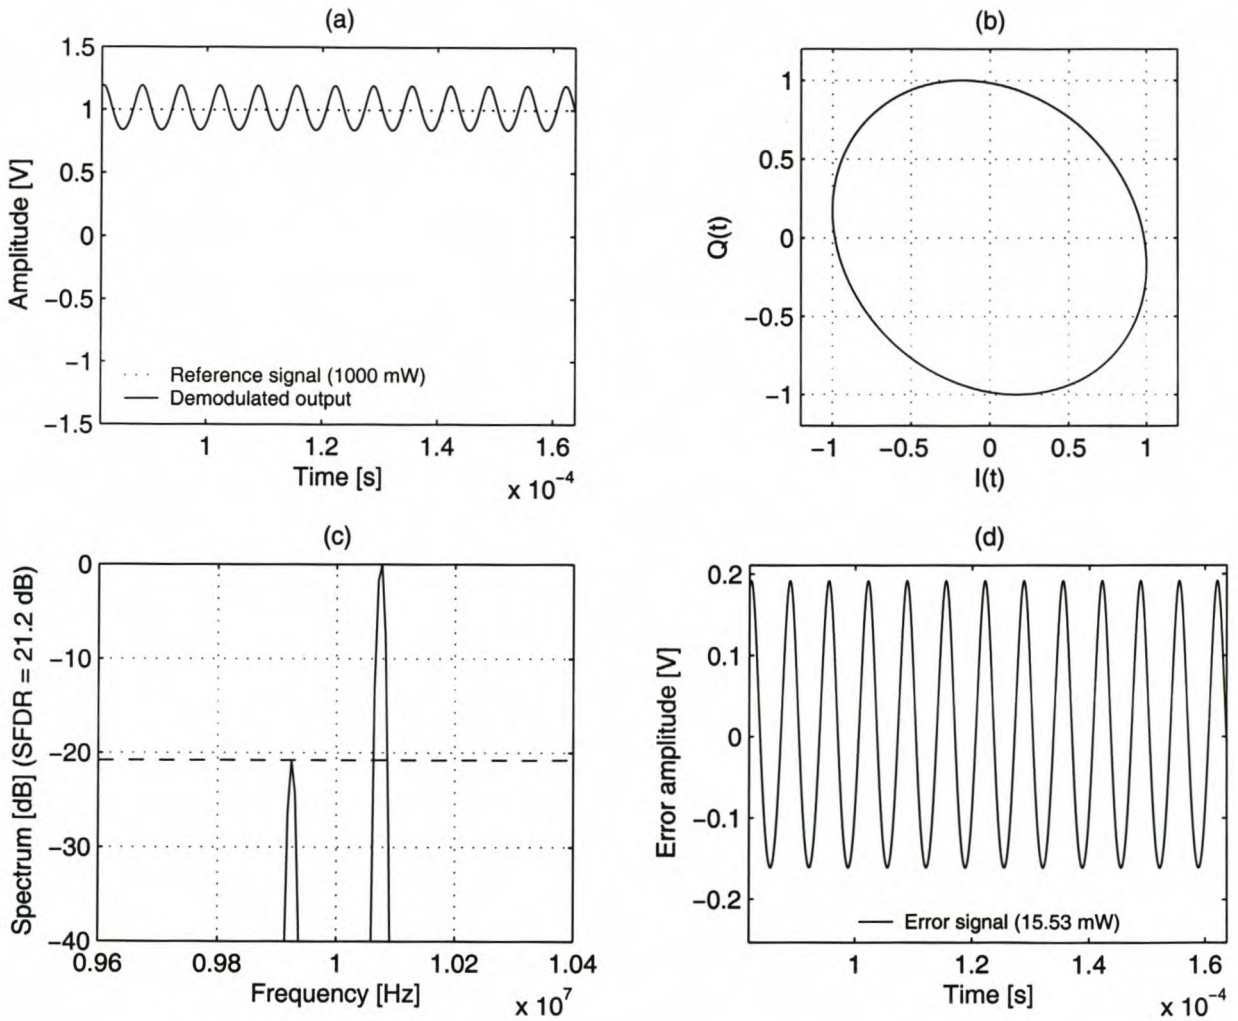 (a)
1.5
1
0.5
0
−0.5
−1
−1.5
Amplitude [V]
Reference signal (1000 mW)
Demodulated output
1 1.2 1.4 1.6
Time [s]
x 10−4
(b)
1
0.5
0
−0.5
−1
Q(t)
−1 −0.5 0 0.5 1
I(t)
(c)
0
−10
−20
−30
−40
Spectrum [dB] (SFDR = 21.2 dB)
0.96 0.98 1 1.02 1.04
Frequency [Hz]
x 107
(d)
0.2
0.1
0
−0.1
−0.2
Error amplitude [V]
Error signal (15.53 mW)
1 1.2 1.4 1.6
Time [s]
x 10−4